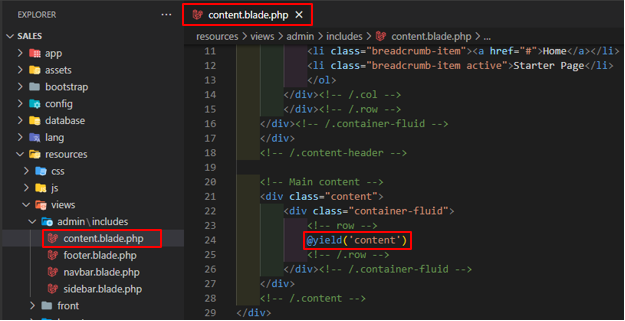 EXPLORER
SALES
app
assets
bootstrap
config
database
lang
resources
css
js
views
admin\includes
content.blade.php
footer.blade.php
navbar.blade.php
sidebar.blade.php
front
content.blade.php ×
resources > views > admin > includes > content.blade.php > ...
11 <li class="breadcrumb-item"><a href="#">Home</a></li>
12 <li class="breadcrumb-item active">Starter Page</li>
13 </ol>
14 </div><!-- /.col -->
15 </div><!-- /.row -->
16 </div><!-- /.container-fluid -->
17 </div>
18 <!-- /.content-header -->
19
20 <!-- Main content -->
21 <div class="content">
22 <div class="container-fluid">
23 <!-- row -->
24 @yield('content')
25 <!-- /.row -->
26 </div><!-- /.container-fluid -->
27 </div>
28 <!-- /.content -->
29 </div>